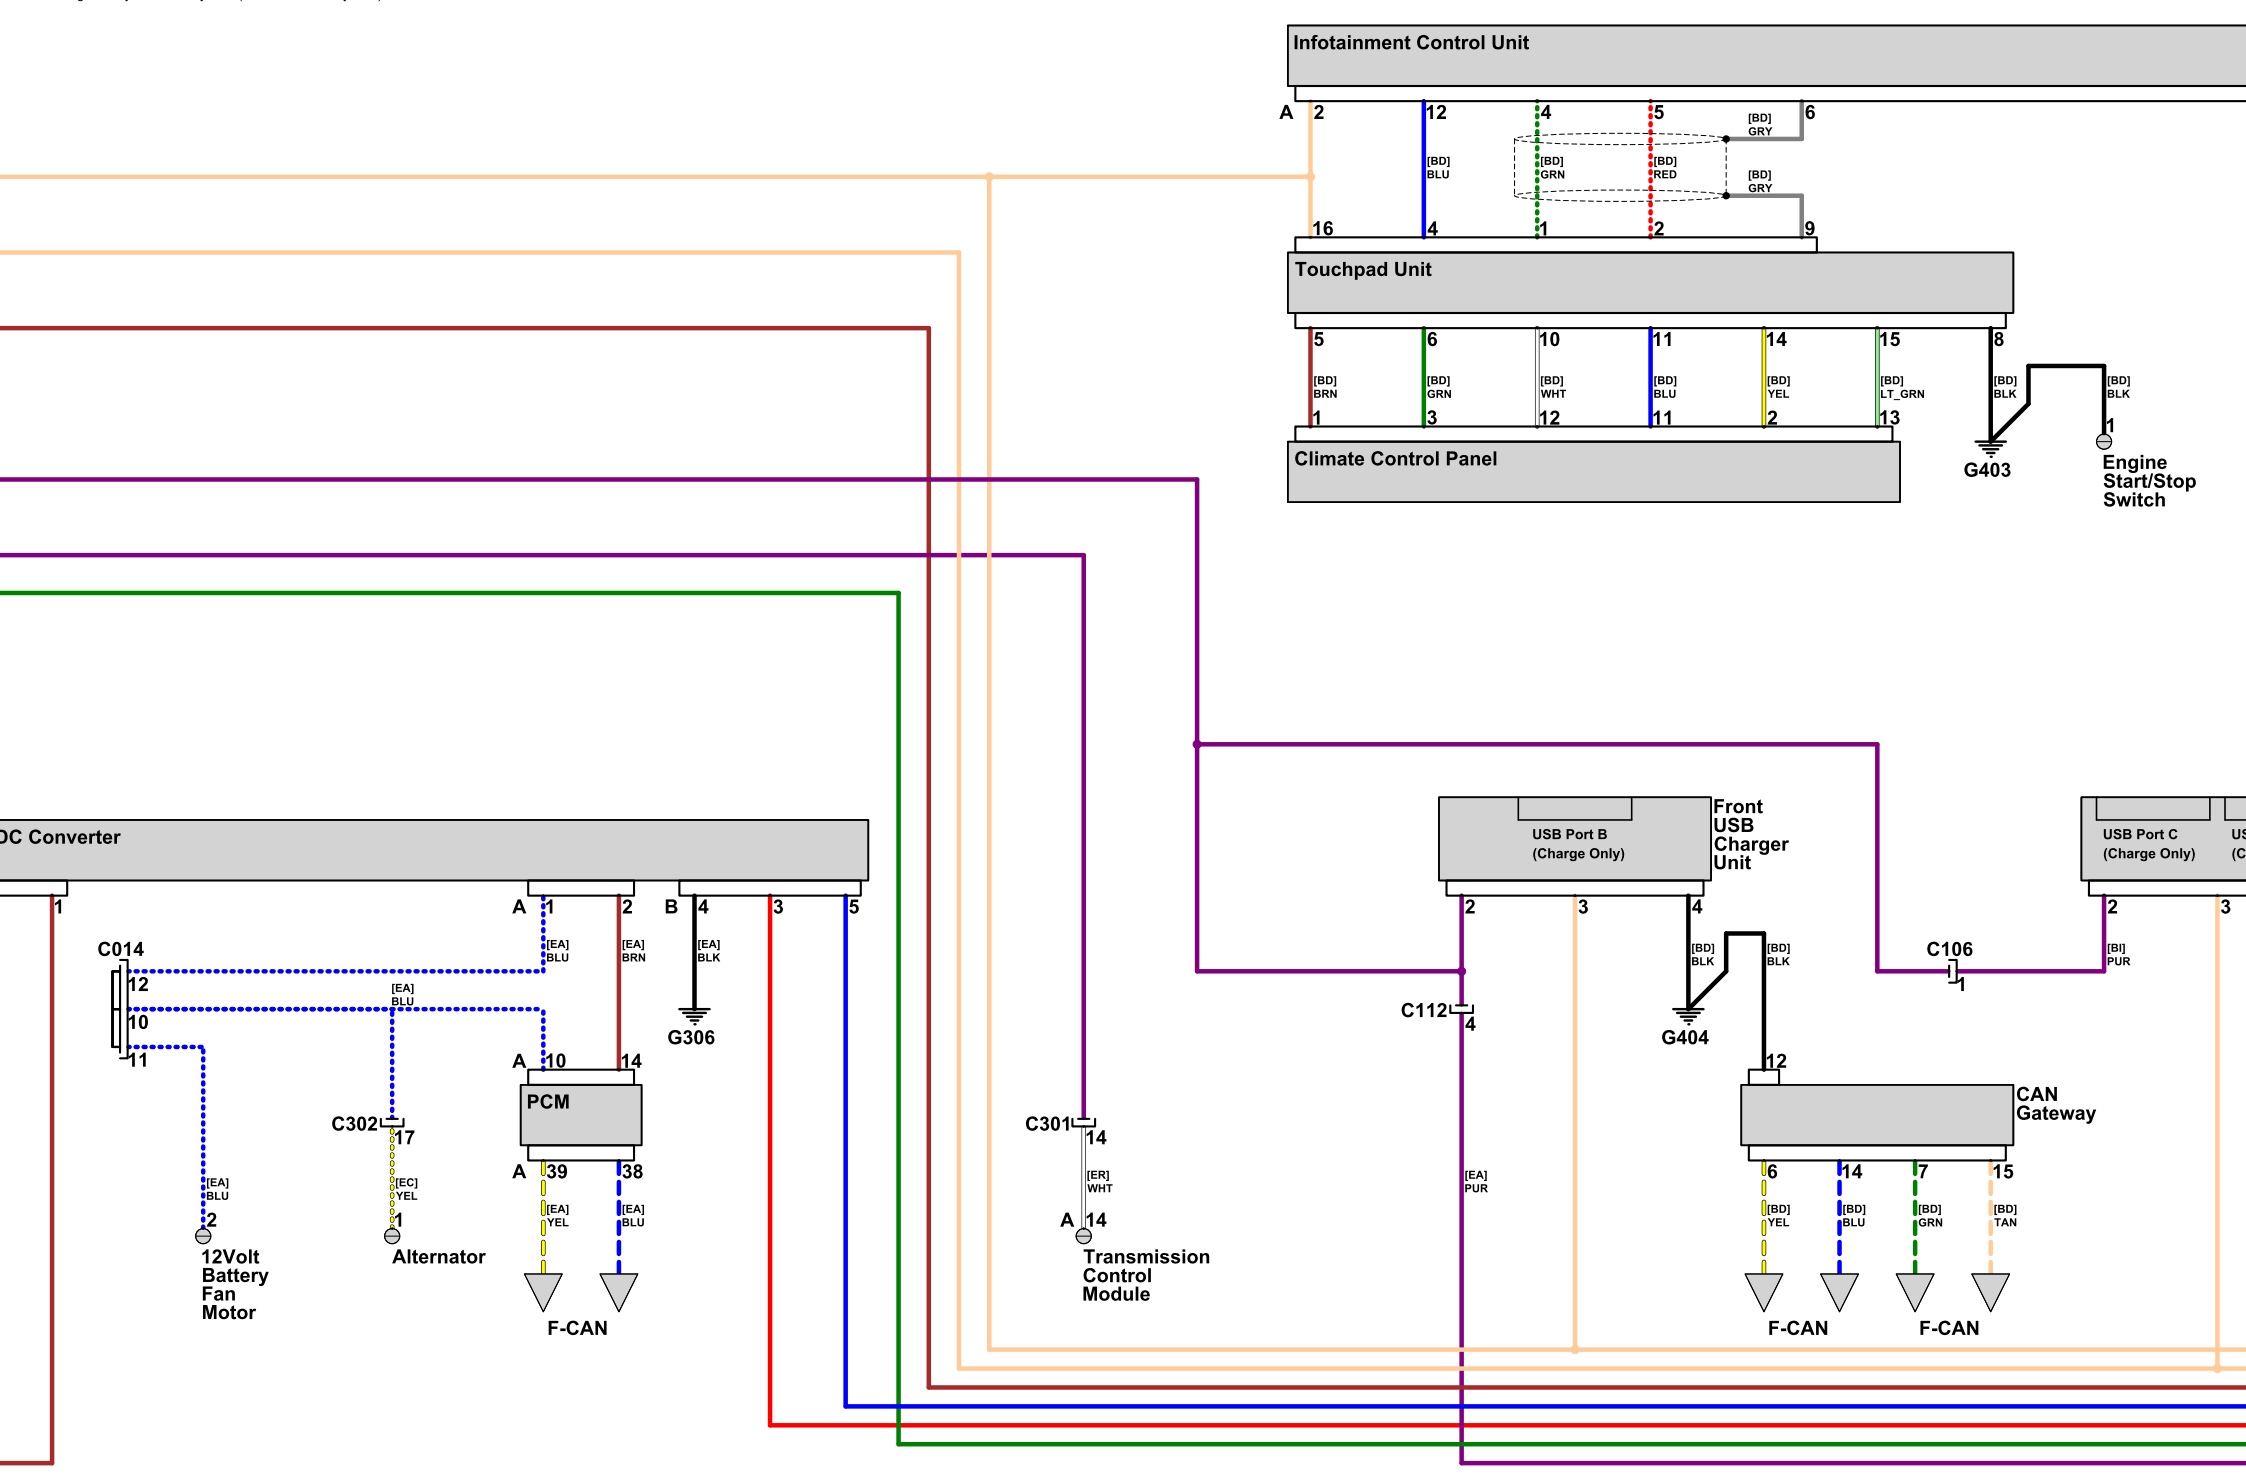 Infotainment Control Unit
A 2 12 4 5 6
[BD]
GRY
[BD]
BLU
[BD]
GRN
[BD]
RED
[BD]
GRY
16 4 1 2 9
Touchpad Unit
5 6 10 11 14 15 8
[BD]
BRN
[BD]
GRN
[BD]
WHT
[BD]
BLU
[BD]
YEL
[BD]
LT_GRN
[BD]
BLK
[BD]
BLK
1 3 12 11 2 13
1
Climate Control Panel
G403
Engine
Start/Stop
Switch
DC Converter
1 A 1 2 B 4 3 5
[EA]
BLU
[EA]
BRN
[EA]
BLK
C014
12
10
11
[EA]
BLU
G306
A 10 14
PCM
C302
17
A 39 38
[EA]
BLU
[EC]
YEL
[EA]
YEL
[EA]
BLU
2
1
12Volt
Battery
Fan
Motor
Alternator
F-CAN
C301
14
[ER]
WHT
A 14
Transmission
Control
Module
USB Port B
(Charge Only)
Front
USB
Charger
Unit
2 3 4
[BD]
BLK
[BD]
BLK
C112
4
G404
[EA]
PUR
12
CAN
Gateway
6 14 7 15
[BD]
YEL
[BD]
BLU
[BD]
GRN
[BD]
TAN
F-CAN
F-CAN
USB Port C
(Charge Only)
2 3
[BI]
PUR
C106
1